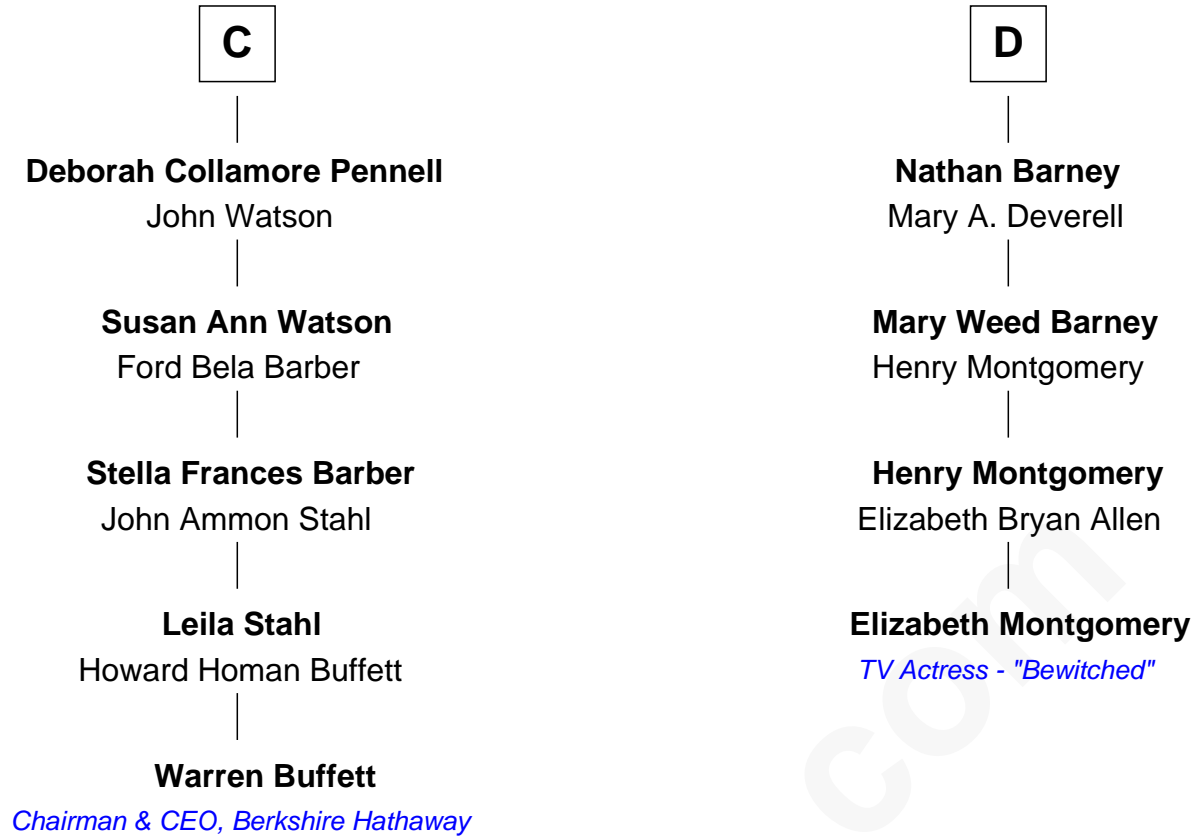 C
Deborah Collamore Pennell
John Watson
Susan Ann Watson
Ford Bela Barber
Stella Frances Barber
John Ammon Stahl
Leila Stahl
Howard Homan Buffett
Warren Buffett
Chairman & CEO, Berkshire Hathaway
D
Nathan Barney
Mary A. Deverell
Mary Weed Barney
Henry Montgomery
Henry Montgomery
Elizabeth Bryan Allen
Elizabeth Montgomery
TV Actress - "Bewitched"
com